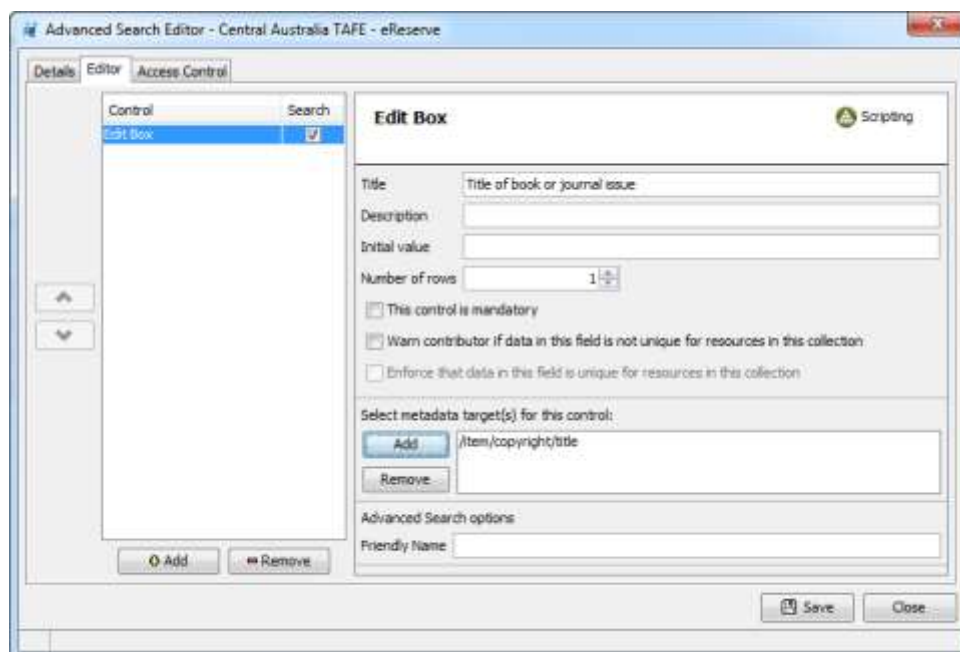 Advanced Search Editor - Central Australia TAFE - eReserve
Details Editor Access Control
Control Search
Edit Box
Edit Box
Scripting
Title Title of book or journal issue
Description
Initial value
Number of rows 1
This control is mandatory
Warn contributor if data in this field is not unique for resources in this collection
Enforce that data in this field is unique for resources in this collection
Select metadata target(s) for this control:
Add /item/copyright/title
Remove
Advanced Search options
Friendly Name
Add Remove
Save Close